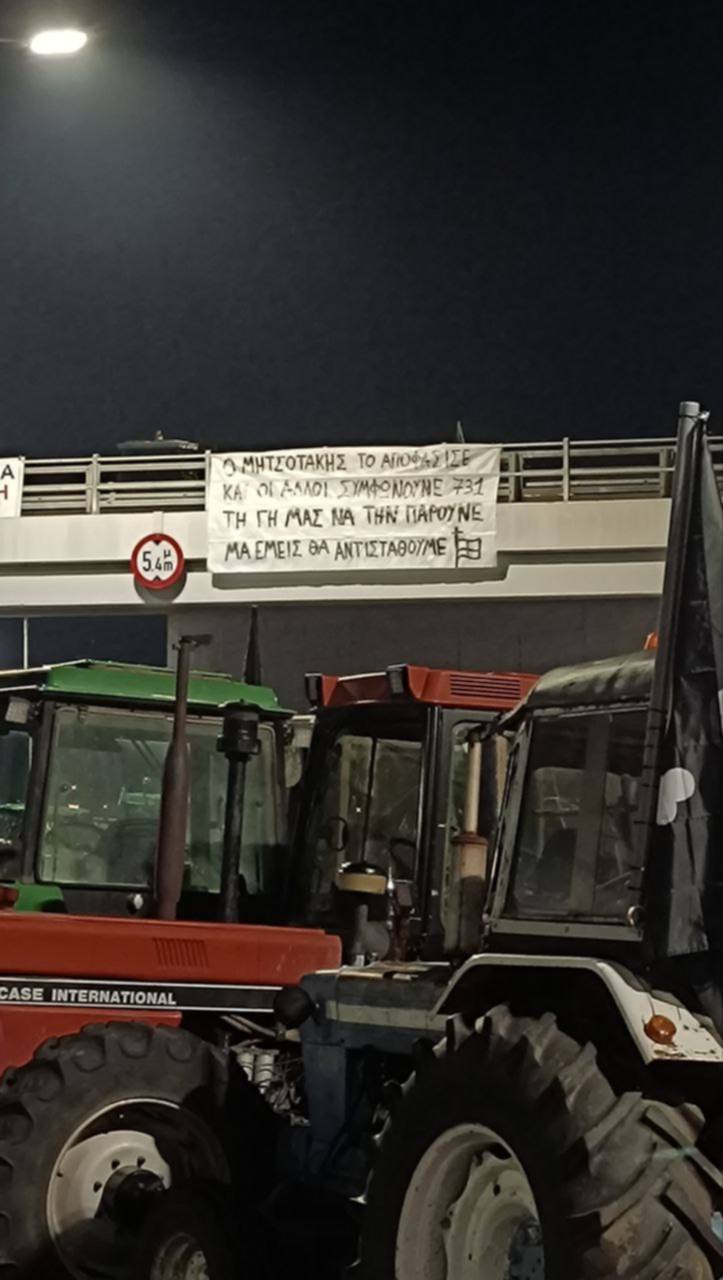 Ο ΜΗΤΣΟΤΑΚΗΣ ΤΟ ΑΠΟΦΑΣΙΣΕ
ΚΑΙ ΟΙ ΑΛΛΟΙ ΣΥΜΦΩΝΟΥΝΕ 731
ΤΗ ΓΗ ΜΑΣ ΝΑ ΤΗΝ ΠΑΡΟΥΝΕ
ΜΑ ΕΜΕΙΣ ΘΑ ΑΝΤΙΣΤΑΘΟΥΜΕ
Α
Η
5.4 μ m
CASE INTERNATIONAL